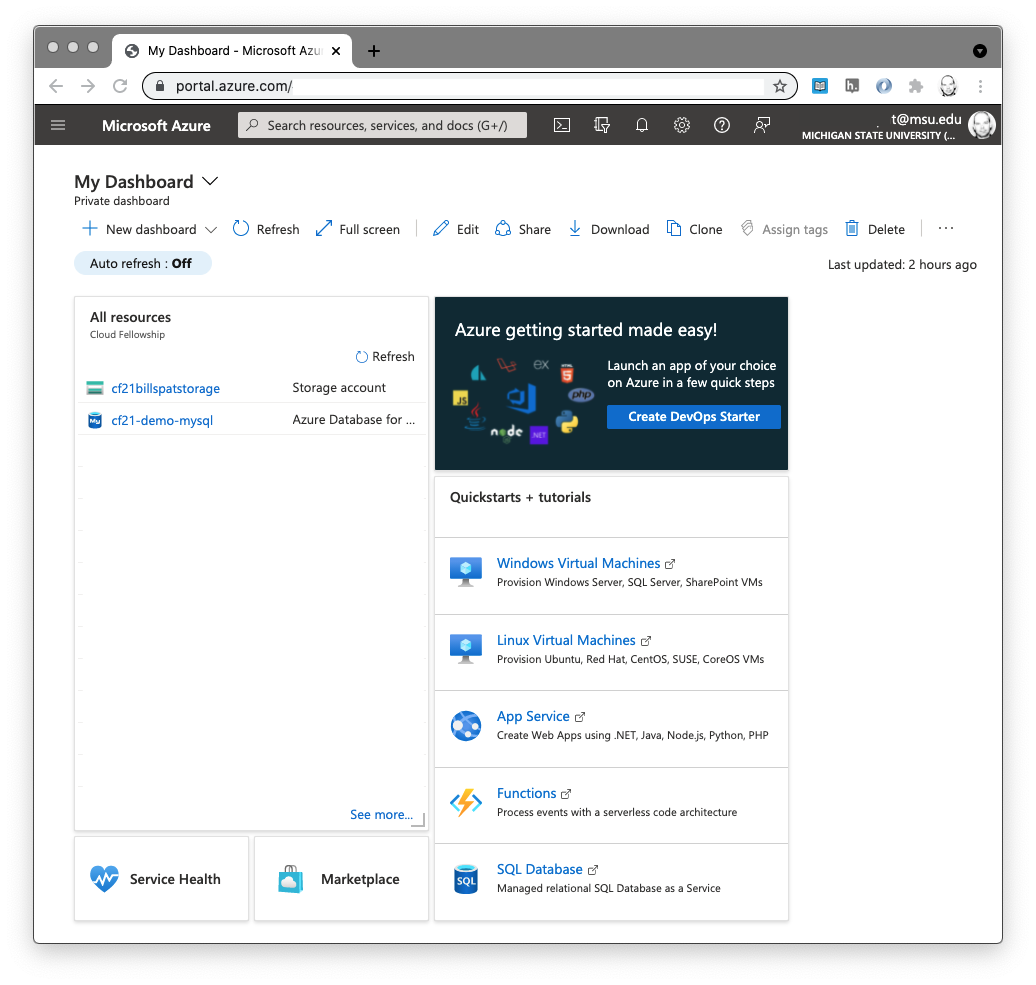 My Dashboard - Microsoft Azu
portal.azure.com/
h.
Microsoft Azure
Search resources, services, and docs (G+/)
t@msu.edu
MICHIGAN STATE UNIVERSITY (...
My Dashboard
Private dashboard
New dashboard
Refresh
Full screen
Edit
Share
Download
Clone
Assign tags
Delete
...
Auto refresh : Off
Last updated: 2 hours ago
All resources
Cloud Fellowship
Refresh
cf21billspatstorage Storage account
My cf21-demo-mysql Azure Database for ...
See more...
Service Health
Marketplace
Azure getting started made easy!
EX
JS
5
php
node
.NET
Launch an app of your choice
on Azure in a few quick steps
Create DevOps Starter
Quickstarts + tutorials
Windows Virtual Machines
Provision Windows Server, SQL Server, SharePoint VMs
Linux Virtual Machines
Provision Ubuntu, Red Hat, CentOS, SUSE, CoreOS VMs
App Service
Create Web Apps using .NET, Java, Node.js, Python, PHP
Functions
Process events with a serverless code architecture
SQL
SQL Database
Managed relational SQL Database as a Service